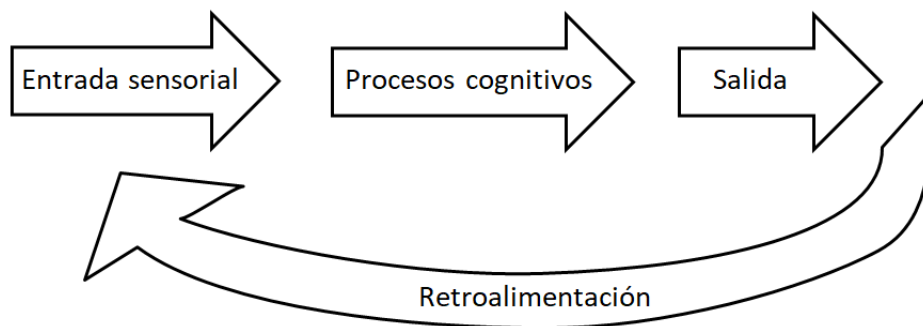 Entrada sensorial
Procesos cognitivos
Salida
Retroalimentación